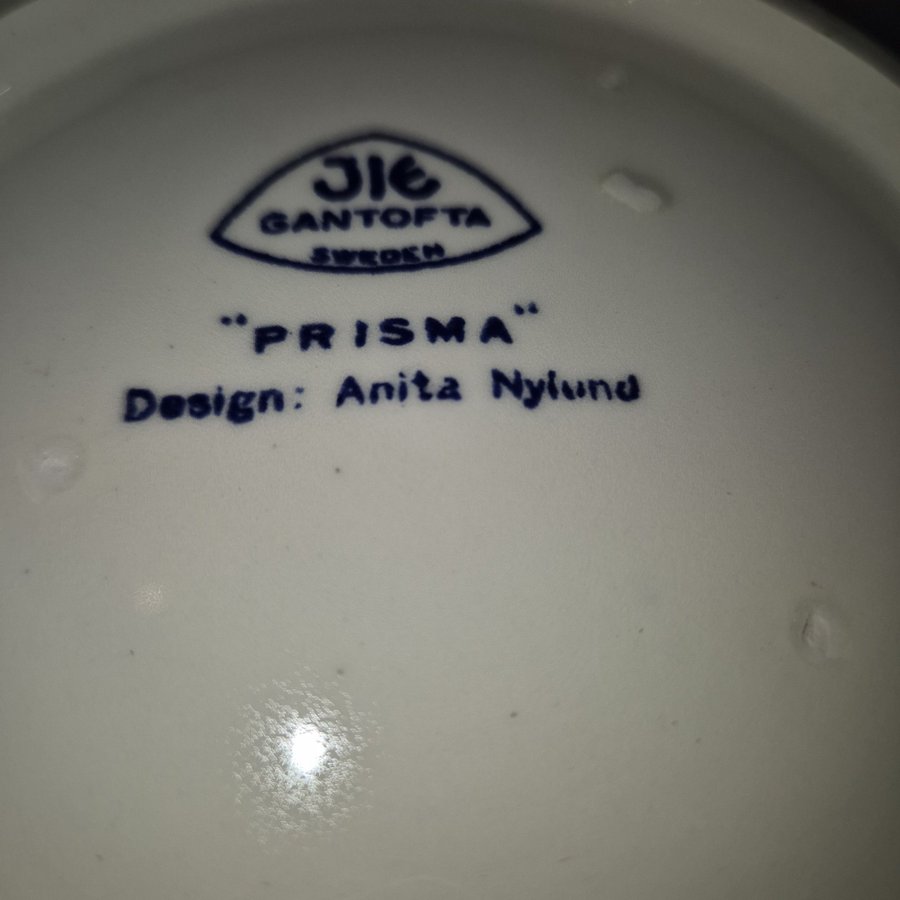 JIE
GANTOFTA
SWEDEN
"PRISMA"
Design: Anita Nylund